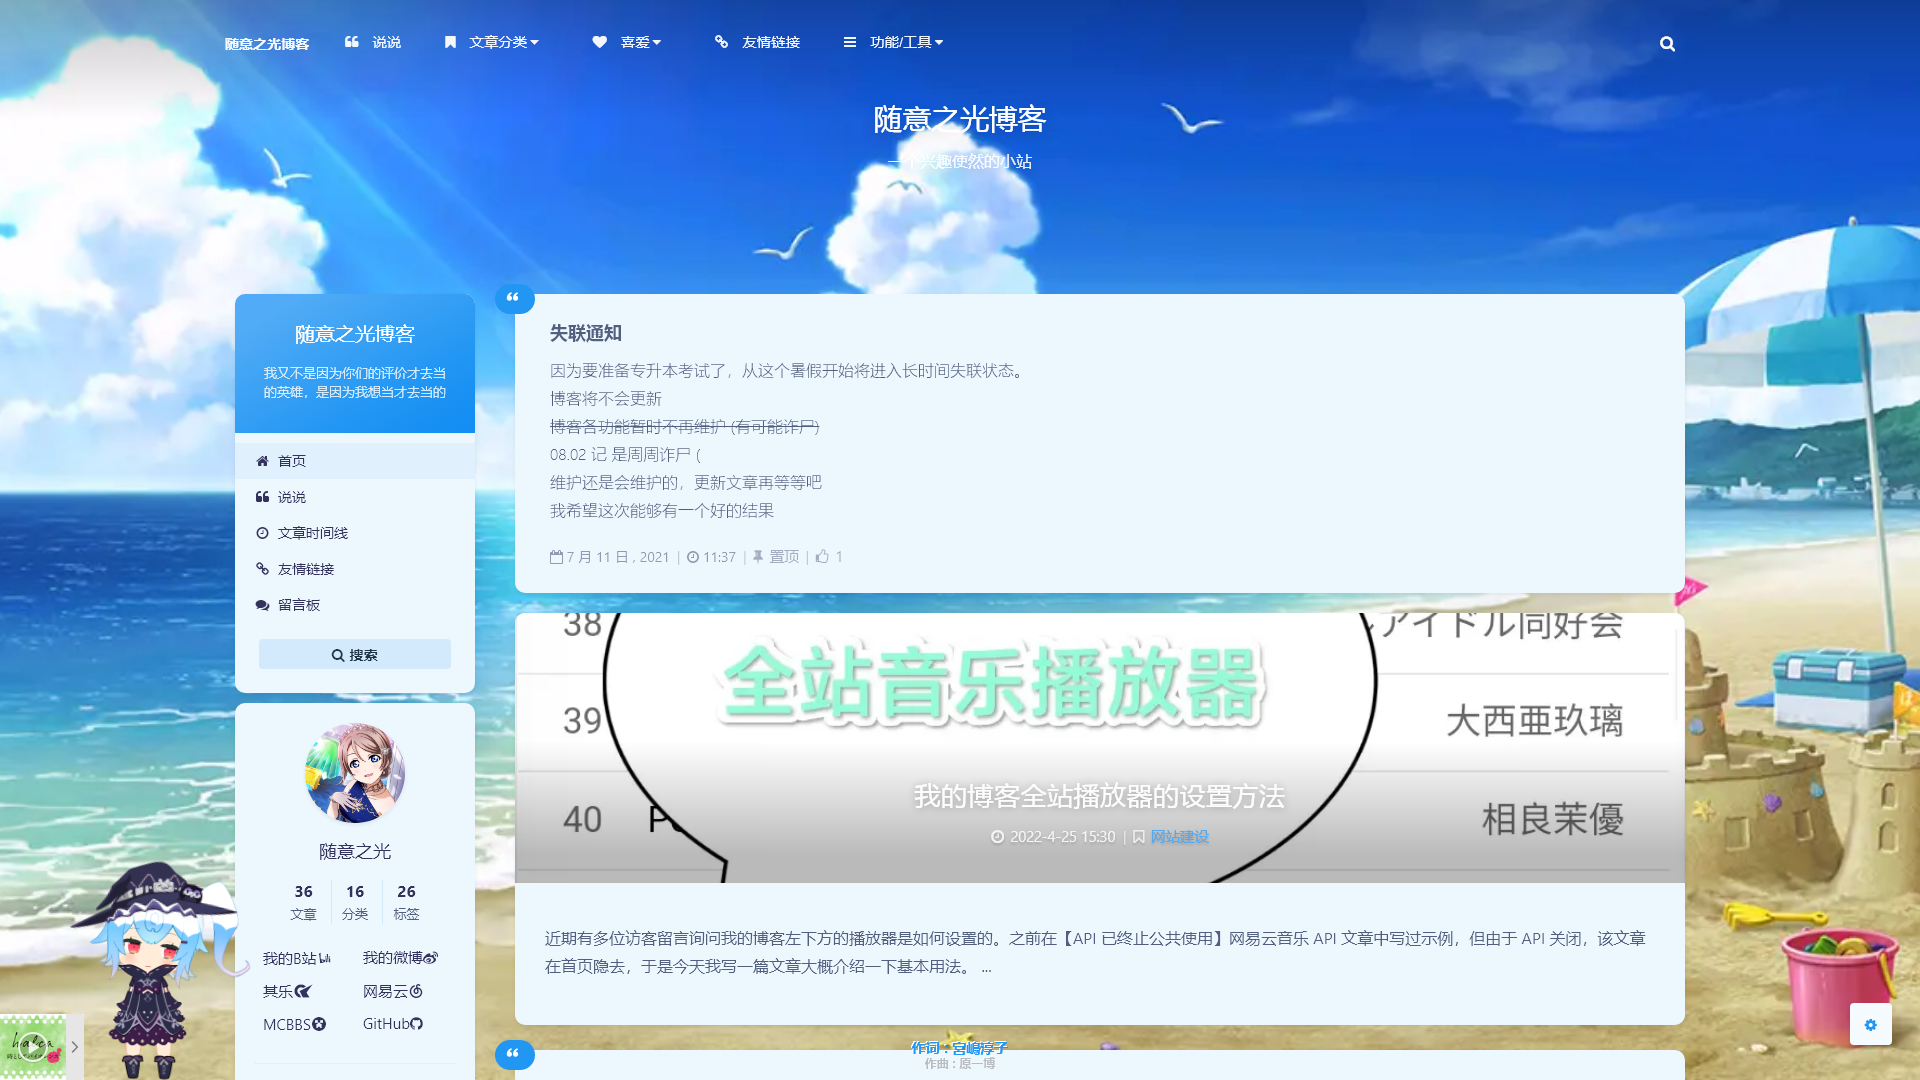 随意之光博客
说说
文章分类
喜爱
友情链接
功能/工具
随意之光博客
一个兴趣使然的小站
随意之光博客
我又不是因为你们的评价才去当
的英雄，是因为我想当才去当的
首页
说说
文章时间线
友情链接
留言板
搜索
随意之光
36 16 26
文章 分类 标签
我的B站 我的微博
其乐 网易云
MCBBS GitHub
失联通知
因为要准备专升本考试了，从这个暑假开始将进入长时间失联状态。
博客将不会更新
博客各功能暂时不再维护 (有可能诈尸)
08.02 记 是周周诈尸 (
维护还是会维护的，更新文章再等等吧
我希望这次能够有一个好的结果
7 月 11 日 , 2021 | 11:37 | 置顶 | 1
38
アイドル同好会
全站音乐播放器
39
大西亜玖璃
40
相良茉優
我的博客全站播放器的设置方法
2022-4-25 15:30 | 网站建设
近期有多位访客留言询问我的博客左下方的播放器是如何设置的。之前在【API 已终止公共使用】网易云音乐 API 文章中写过示例，但由于 API 关闭，该文章
在首页隐去，于是今天我写一篇文章大概介绍一下基本用法。 ...
作词 : 宮嶋淳子
作曲 : 原一博